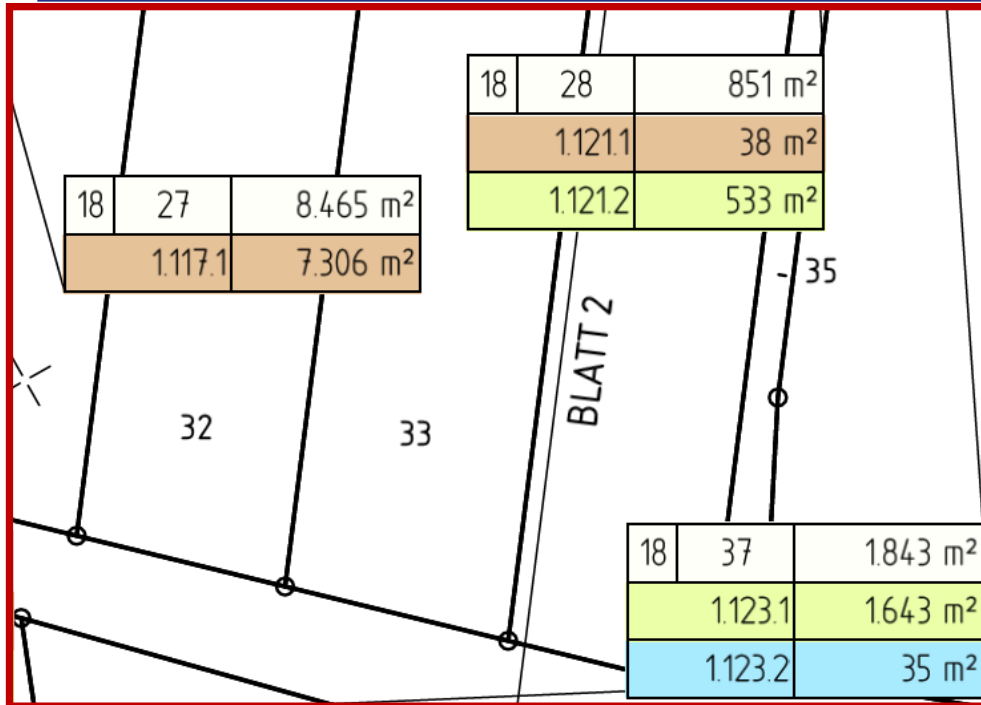 18 28 851 m²
1.121.1 38 m²
1.121.2 533 m²
18 27 8.465 m²
1.117.1 7.306 m²
35
BLATT 2
32
33
18 37 1.843 m²
1.123.1 1.643 m²
1.123.2 35 m²